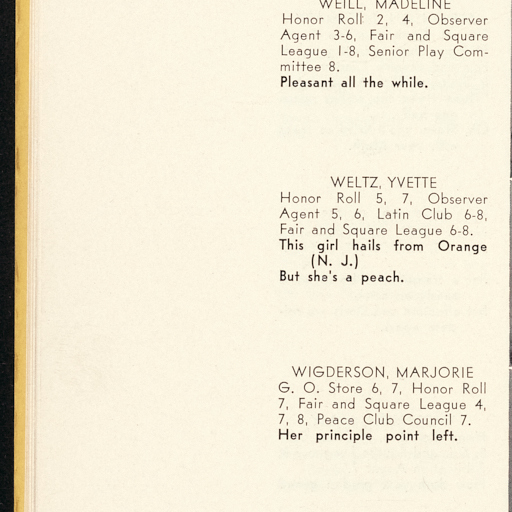 WEILL, MADELINE
Honor Roll 2, 4, Observer
Agent 3-6, Fair and Square
League 1-8, Senior Play Com-
mittee 8.
Pleasant all the while.
WELTZ, YVETTE
Honor Roll 5, 7, Observer
Agent 5, 6, Latin Club 6-8,
Fair and Square League 6-8.
This girl hails from Orange
(N. J.)
But she's a peach.
WIGDERSON, MARJORIE
G. O. Store 6, 7, Honor Roll
7, Fair and Square League 4,
7, 8, Peace Club Council 7.
Her principle point left.